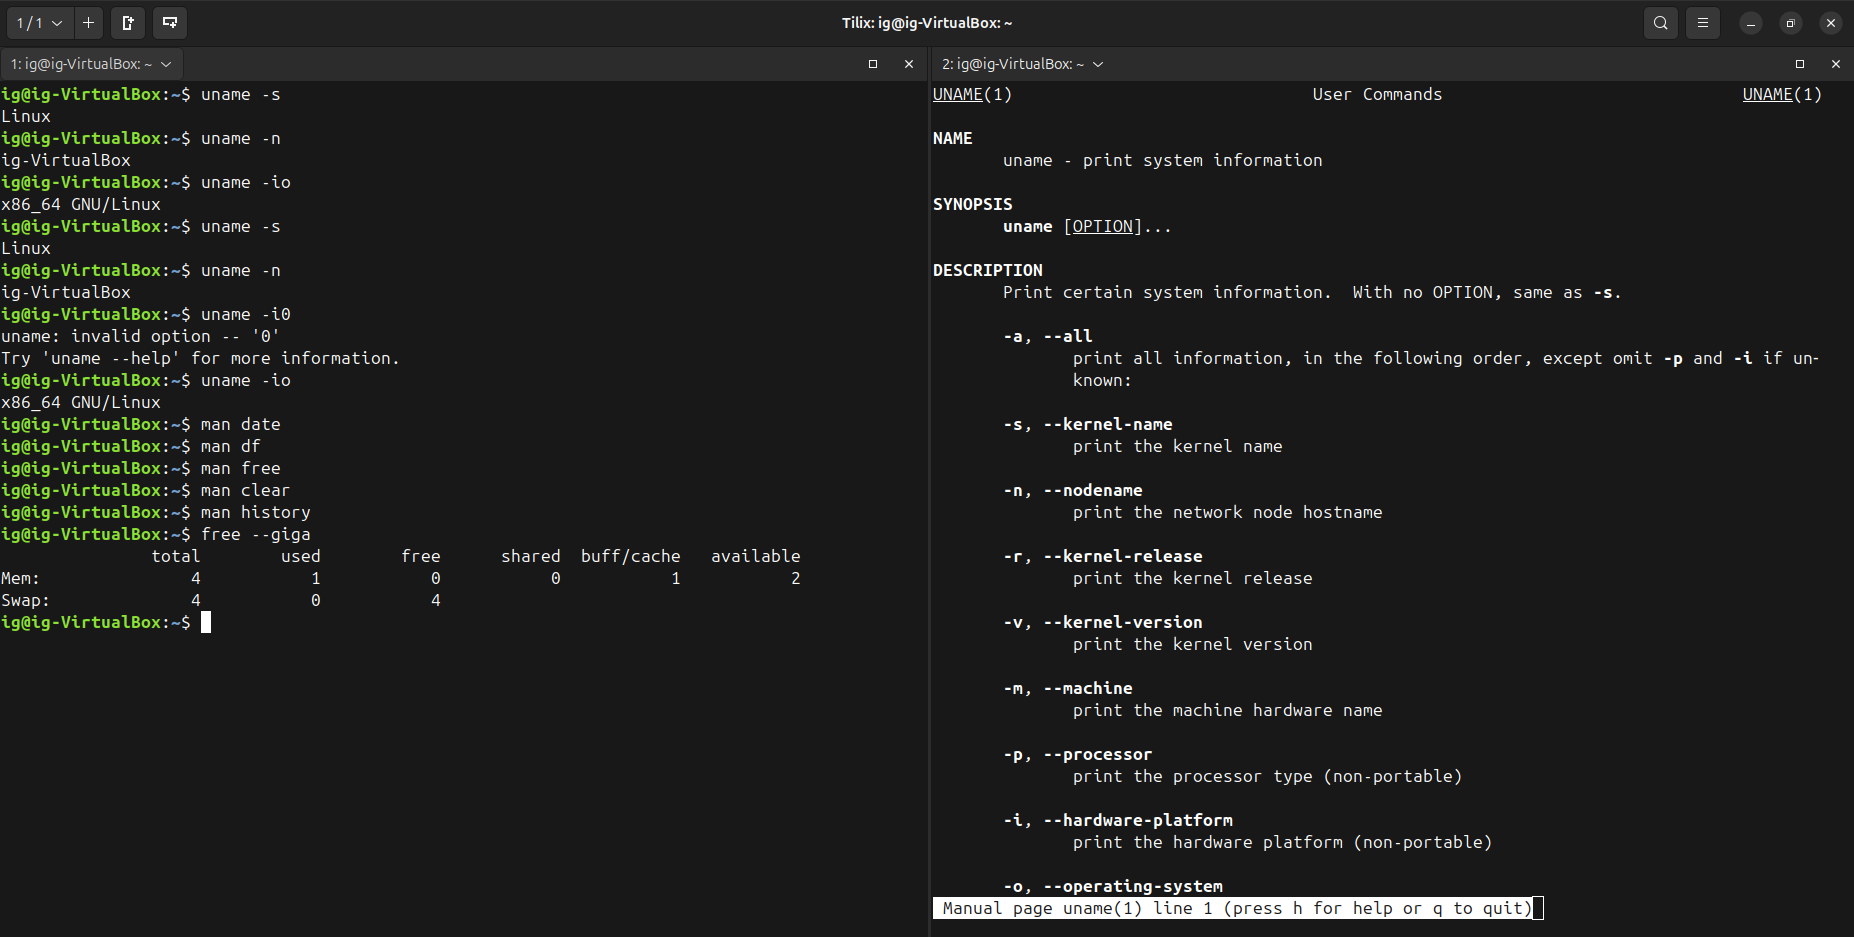 1 / 1
Tilix: ig@ig-VirtualBox: ~
1: ig@ig-VirtualBox: ~
ig@ig-VirtualBox:~$ uname -s
Linux
ig@ig-VirtualBox:~$ uname -n
ig-VirtualBox
ig@ig-VirtualBox:~$ uname -io
x86_64 GNU/Linux
ig@ig-VirtualBox:~$ uname -s
Linux
ig@ig-VirtualBox:~$ uname -n
ig-VirtualBox
ig@ig-VirtualBox:~$ uname -i0
uname: invalid option -- '0'
Try 'uname --help' for more information.
ig@ig-VirtualBox:~$ uname -io
x86_64 GNU/Linux
ig@ig-VirtualBox:~$ man date
ig@ig-VirtualBox:~$ man df
ig@ig-VirtualBox:~$ man free
ig@ig-VirtualBox:~$ man clear
ig@ig-VirtualBox:~$ man history
ig@ig-VirtualBox:~$ free --giga
               total        used        free      shared  buff/cache   available
Mem:               4           1           0           0           1           2
Swap:              4           0           4
ig@ig-VirtualBox:~$
2: ig@ig-VirtualBox: ~
UNAME(1)                              User Commands                              UNAME(1)
NAME
       uname - print system information
SYNOPSIS
       uname [OPTION]...
DESCRIPTION
       Print certain system information.  With no OPTION, same as -s.
       -a, --all
              print all information, in the following order, except omit -p and -i if un-
              known:
       -s, --kernel-name
              print the kernel name
       -n, --nodename
              print the network node hostname
       -r, --kernel-release
              print the kernel release
       -v, --kernel-version
              print the kernel version
       -m, --machine
              print the machine hardware name
       -p, --processor
              print the processor type (non-portable)
       -i, --hardware-platform
              print the hardware platform (non-portable)
       -o, --operating-system
 Manual page uname(1) line 1 (press h for help or q to quit)